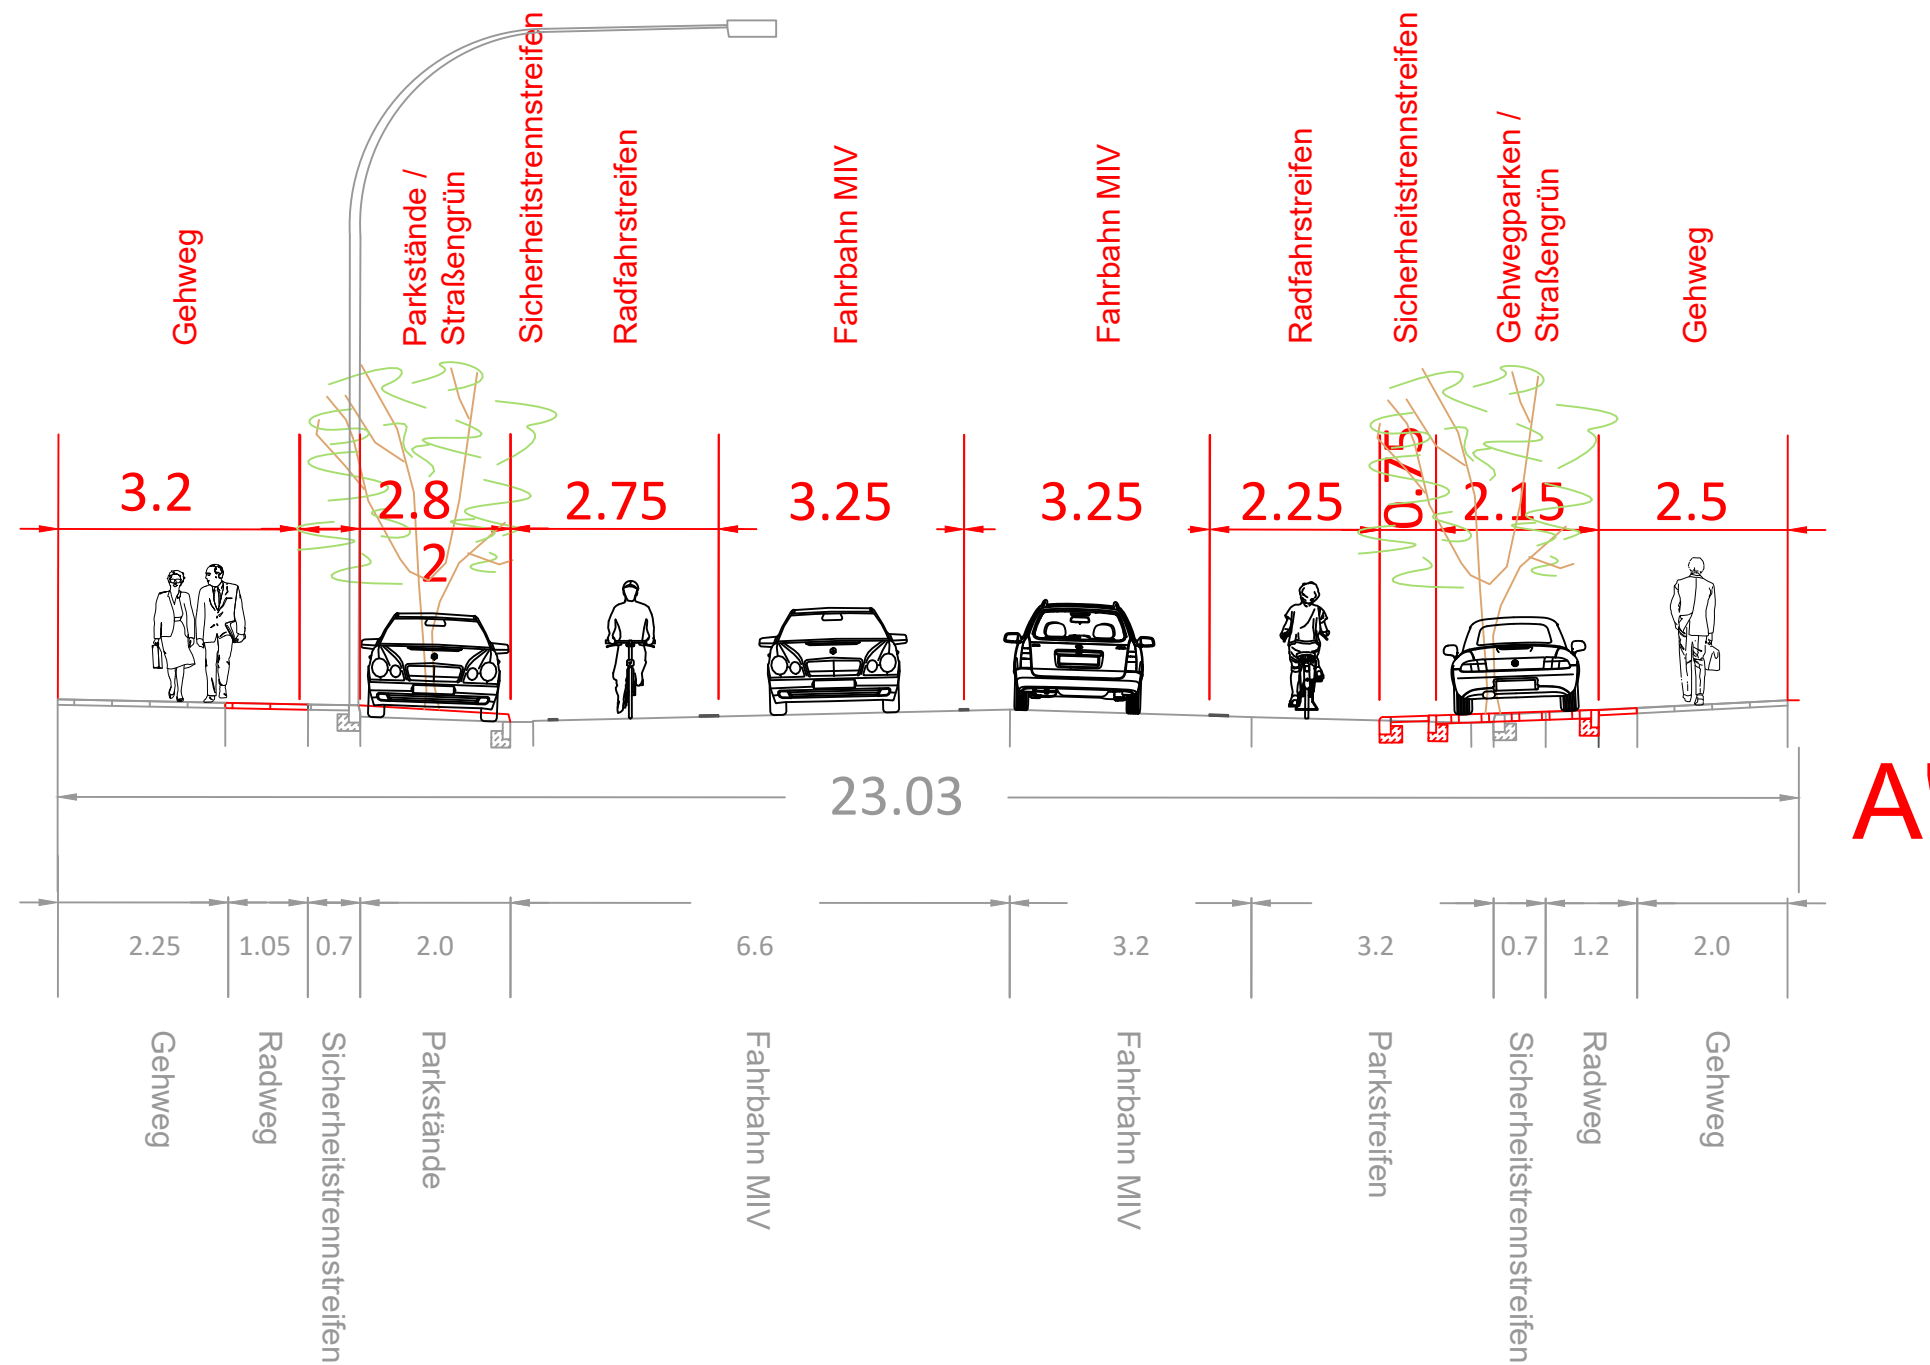 Gehweg
Parkstände /
Straßengrün
Sicherheitstrennstreifen
Radfahrstreifen
Fahrbahn MIV
Fahrbahn MIV
Radfahrstreifen
Sicherheitstrennstreifen
Gehwegparken /
Straßengrün
Gehweg
3.2
2.8
2
2.75
3.25
3.25
2.25
0.75
2.15
2.5
23.03
A'
2.25
1.05
0.7
2.0
6.6
3.2
3.2
0.7
1.2
2.0
Gehweg
Radweg
Sicherheitstrennstreifen
Parkstände
Fahrbahn MIV
Fahrbahn MIV
Parkstreifen
Sicherheitstrennstreifen
Radweg
Gehweg